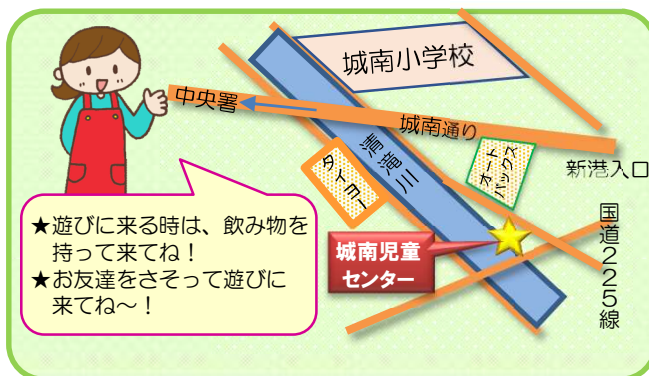 城南小学校
中央署
城南通り
清滝川
タイヨー
オート
バックス
新港入口
国道225線
城南児童
センター
★遊びに来る時は、飲み物を
持って来てね！
★お友達をさそって遊びに
来てね～！